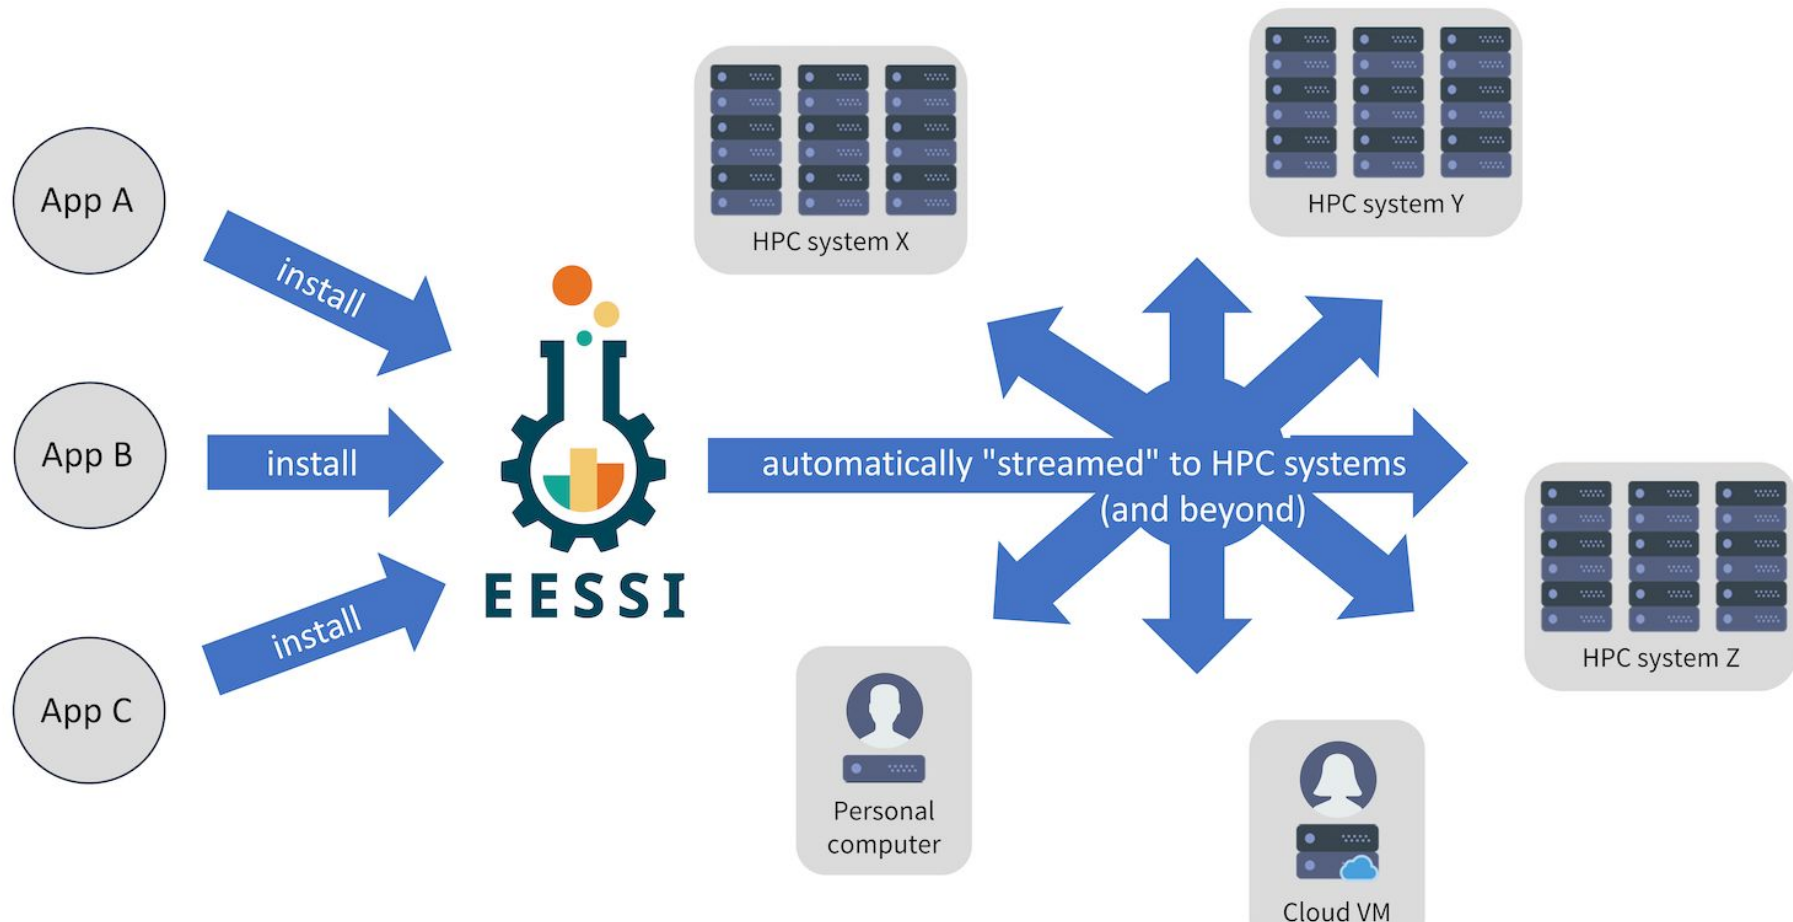 App A
install
App B
install
App C
install
EESSI
automatically "streamed" to HPC systems
(and beyond)
HPC system X
HPC system Y
HPC system Z
Personal
computer
Cloud VM